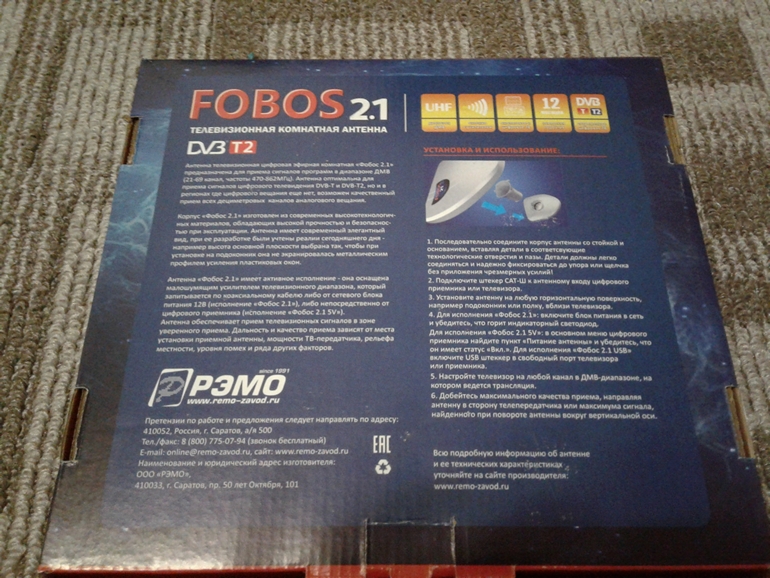 FOBOS 2.1
ТЕЛЕВИЗИОННАЯ КОМНАТНАЯ АНТЕННА
DVB T2
UHF
12
DVB
T T2
Антенна телевизионная цифровая эфирная комнатная «Фобос 2.1»
предназначена для приема сигналов программ в диапазоне ДМВ
(21-69 канал, частоты 470-862МГц). Антенна оптимальна для
приема сигналов цифрового телевидения DVB-T и DVB-T2, но и в
регионах где цифрового вещания еще нет, возможен качественный
прием всех дециметровых каналов аналогового вещания.
Корпус «Фобос 2.1» изготовлен из современных высокотехнологич-
ных материалов, обладающих высокой прочностью и безопаснос-
тью при эксплуатации. Антенна имеет современный элегантный
вид, при ее разработке были учтены реалии сегодняшнего дня -
например высота основной плоскости выбрана так, чтобы при
установке на подоконник она не экранировалась металлическим
профилем усиления пластиковых окон.
Антенна «Фобос 2.1» имеет активное исполнение - она оснащена
малошумящим усилителем телевизионного диапазона, который
запитывается по коаксиальному кабелю либо от сетевого блока
питания 12В (исполнение «Фобос 2.1»), либо непосредственно от
цифрового приемника (исполнение «Фобос 2.1 5V»).
Антенна обеспечивает прием телевизионных сигналов в зоне
уверенного приема. Дальность и качество приема зависят от места
установки приемной антенны, мощности ТВ-передатчика, рельефа
местности, уровня помех и ряда других факторов.
since 1991
РЭМО
www.remo-zavod.ru
Претензии по работе и предложения следует направлять по адресу:
410052, Россия, г. Саратов, а/я 500
Тел./факс: 8 (800) 775-07-94 (звонок бесплатный)
E-mail: online@remo-zavod.ru, сайт: www.remo-zavod.ru
Наименование и юридический адрес изготовителя:
ООО «РЭМО»,
410033, г. Саратов, пр. 50 лет Октября, 101
EAC
УСТАНОВКА И ИСПОЛЬЗОВАНИЕ:
1. Последовательно соедините корпус антенны со стойкой и
основанием, вставляя детали в соответствующие
технологические отверстия и пазы. Детали должны легко
соединяться и надежно фиксироваться до упора или щелчка
без приложения чрезмерных усилий!
2. Подключите штекер САТ-Ш к антенному входу цифрового
приемника или телевизора.
3. Установите антенну на любую горизонтальную поверхность,
например подоконник или полку, вблизи телевизора.
4. Для исполнения «Фобос 2.1»: включите блок питания в сеть
и убедитесь, что горит индикаторный светодиод.
Для исполнения «Фобос 2.1 5V»: в основном меню цифрового
приемника найдите пункт «Питание антенны» и убедитесь, что
он имеет статус «Вкл.». Для исполнения «Фобос 2.1 USB»
включите USB штекер в свободный порт телевизора
или приемника.
5. Настройте телевизор на любой канал в ДМВ-диапазоне, на
котором ведется трансляция.
6. Добейтесь максимального качества приема, направляя
антенну в сторону телепередатчика или максимума сигнала,
найденного при повороте антенны вокруг вертикальной оси.
Всю подробную информацию об антенне
и ее технических характеристиках
уточняйте на сайте производителя:
www.remo-zavod.ru